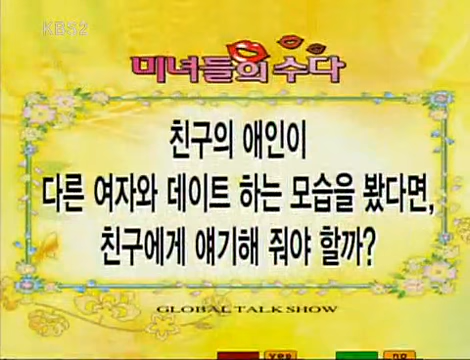 KBS2
미녀들의 수다
친구의 애인이
다른 여자와 데이트 하는 모습을 봤다면,
친구에게 얘기해 줘야 할까?
GLOBAL TALK SHOW
yes no